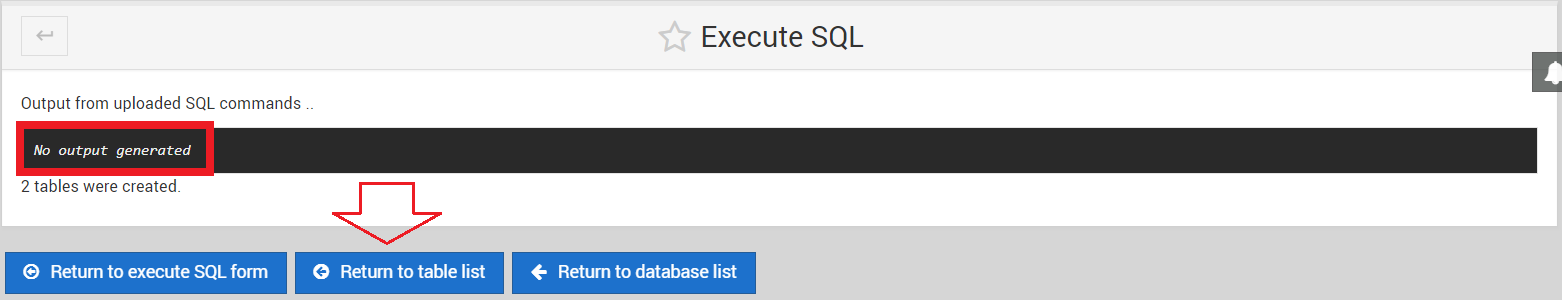 Execute SQL
Output from uploaded SQL commands ..
No output generated
2 tables were created.
Return to execute SQL form
Return to table list
Return to database list